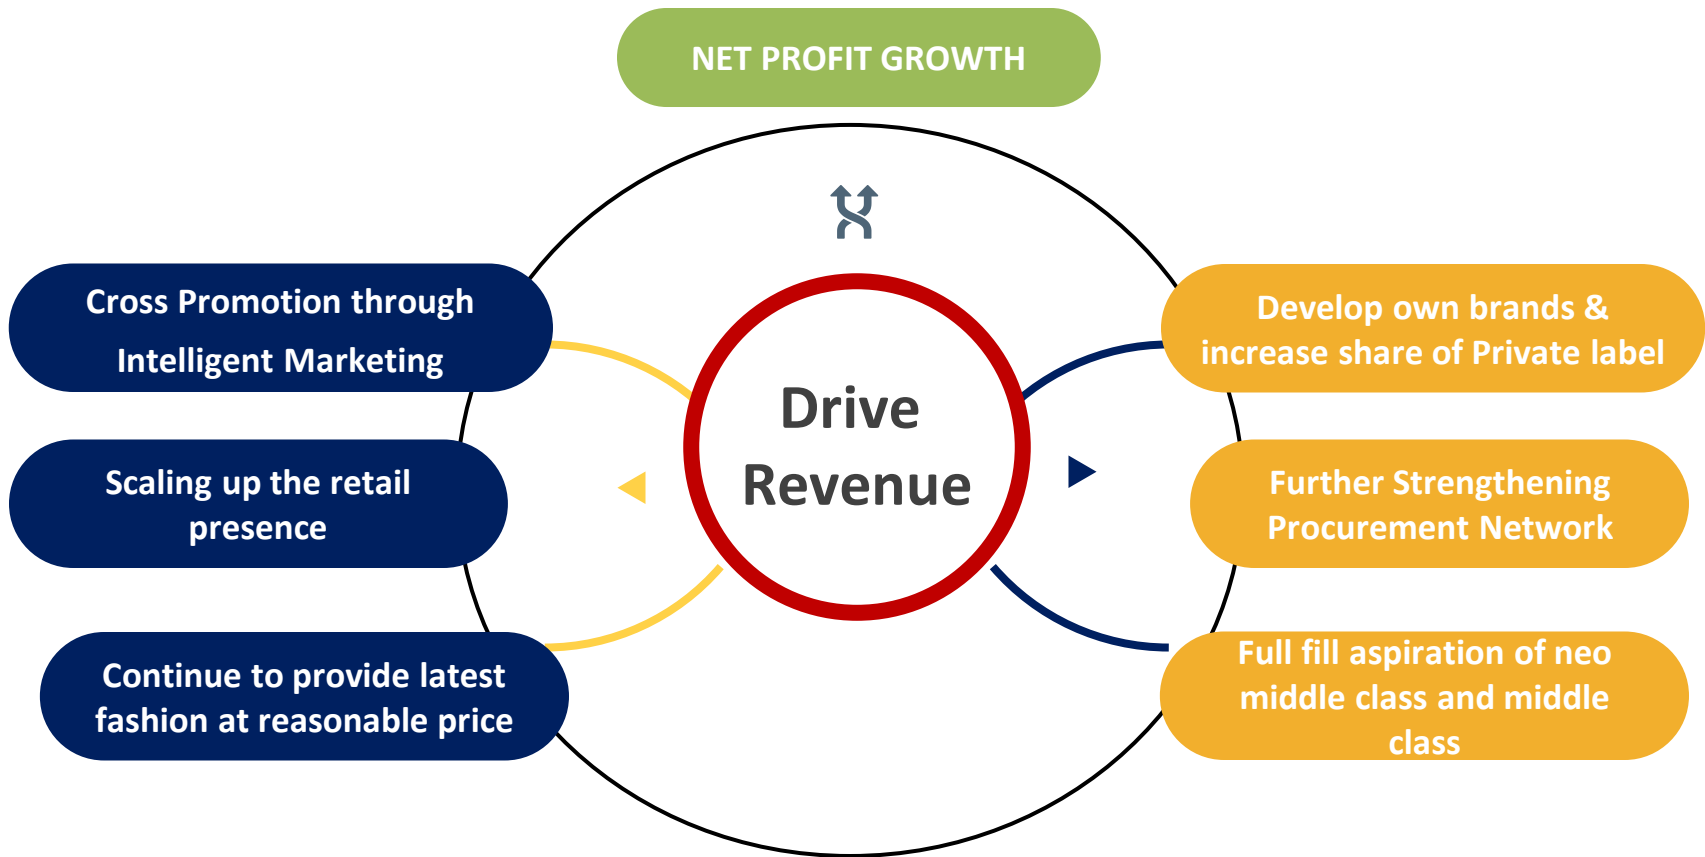 NET PROFIT GROWTH
Cross Promotion through
Intelligent Marketing
Scaling up the retail
presence
Continue to provide latest
fashion at reasonable price
Drive
Revenue
Develop own brands &
increase share of Private label
Further Strengthening
Procurement Network
Full fill aspiration of neo
middle class and middle
class